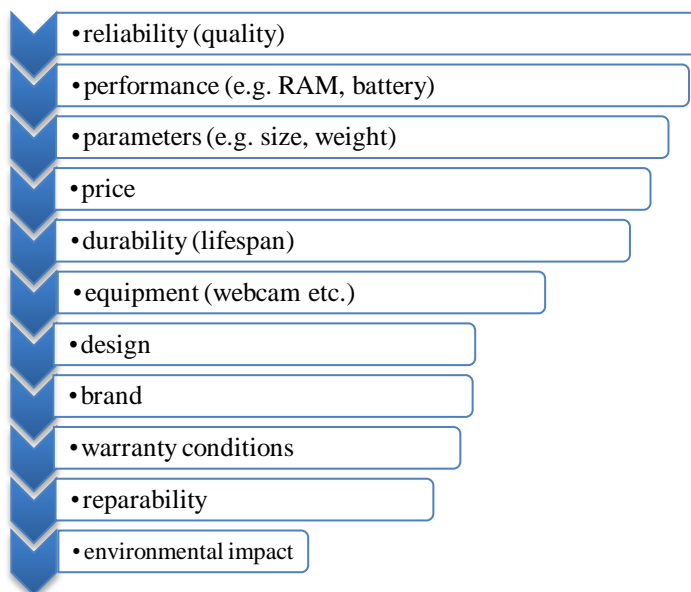 •reliability (quality)
•performance (e.g. RAM, battery)
•parameters (e.g. size, weight)
•price
•durability (lifespan)
•equipment (webcam etc.)
•design
•brand
•warranty conditions
•reparability
•environmental impact